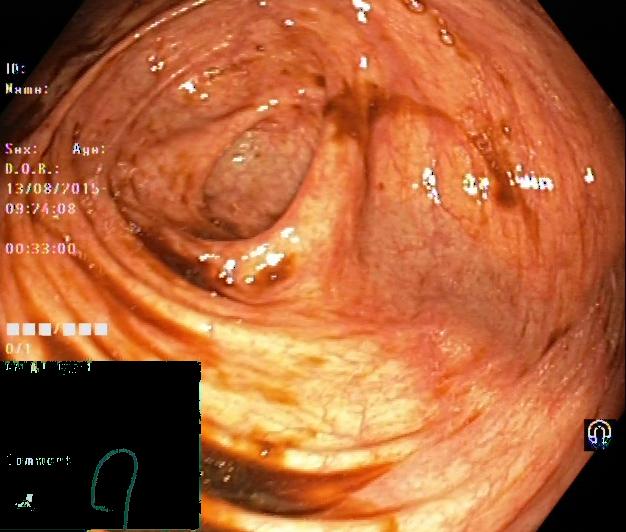 ID:
Name:
Sex: Age:
D.O.B.:
13/08/2015
09:24:08
00:33:00
0/1
Comment